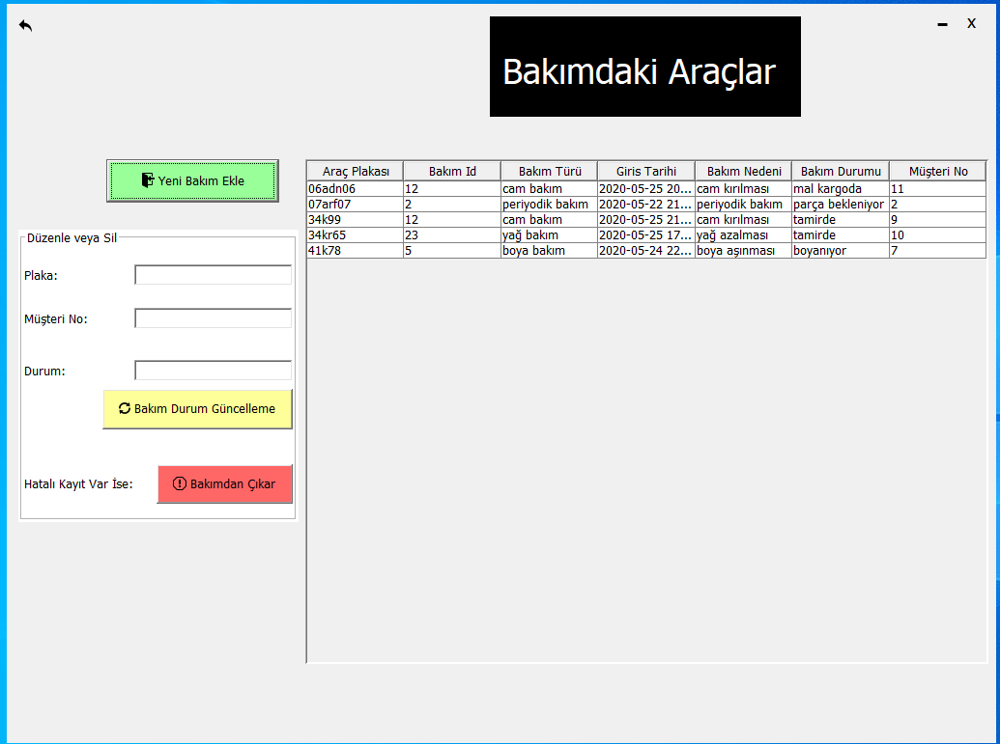 X
Bakımdaki Araçlar
Yeni Bakım Ekle
Düzenle veya Sil
Plaka:
Müşteri No:
Durum:
Bakım Durum Güncelleme
Hatalı Kayıt Var İse:
Bakımdan Çıkar
Araç Plakası Bakım Id Bakım Türü Giris Tarihi Bakım Nedeni Bakım Durumu Müşteri No
06adn06 12 cam bakım 2020-05-25 20... cam kırılması mal kargoda 11
07arf07 2 periyodik bakım 2020-05-22 21... periyodik bakım parça bekleniyor 2
34k99 12 cam bakım 2020-05-25 21... cam kırılması tamirde 9
34kr65 23 yağ bakım 2020-05-25 17... yağ azalması tamirde 10
41k78 5 boya bakım 2020-05-24 22... boya aşınması boyanıyor 7